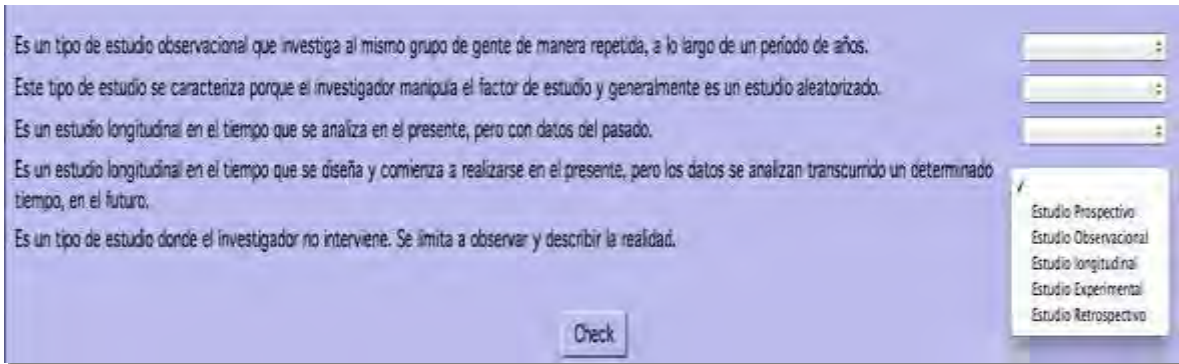 Es un tipo de estudio observacional que investiga al mismo grupo de gente de manera repetida, a lo largo de un período de años.
Este tipo de estudio se caracteriza porque el investigador manipula el factor de estudio y generalmente es un estudio aleatorizado.
Es un estudio longitudinal en el tiempo que se analiza en el presente, pero con datos del pasado.
Es un estudio longitudinal en el tiempo que se diseña y comienza a realizarse en el presente, pero los datos se analizan transcurrido un determinado
tiempo, en el futuro.
Es un tipo de estudio donde el investigador no interviene. Se limita a observar y describir la realidad.
✓
Estudio Prospectivo
Estudio Observacional
Estudio longitudinal
Estudio Experimental
Estudio Retrospectivo
Check